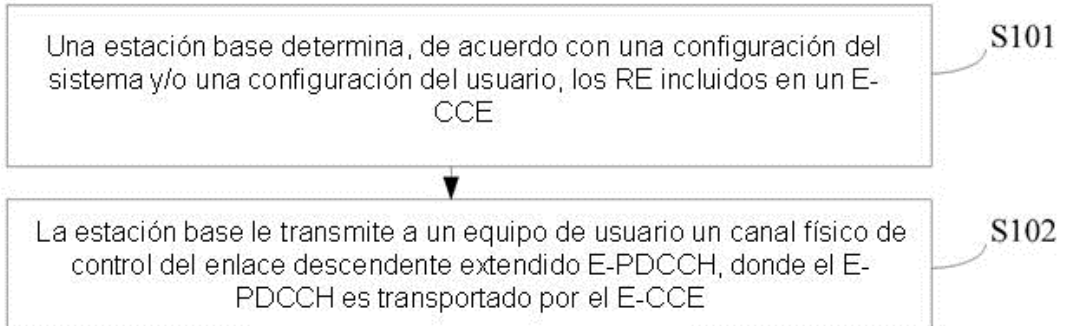 Una estación base determina, de acuerdo con una configuración del
sistema y/o una configuración del usuario, los RE incluidos en un E-
CCE
S101
La estación base le transmite a un equipo de usuario un canal físico de
control del enlace descendente extendido E-PDCCH, donde el E-
PDCCH es transportado por el E-CCE
S102